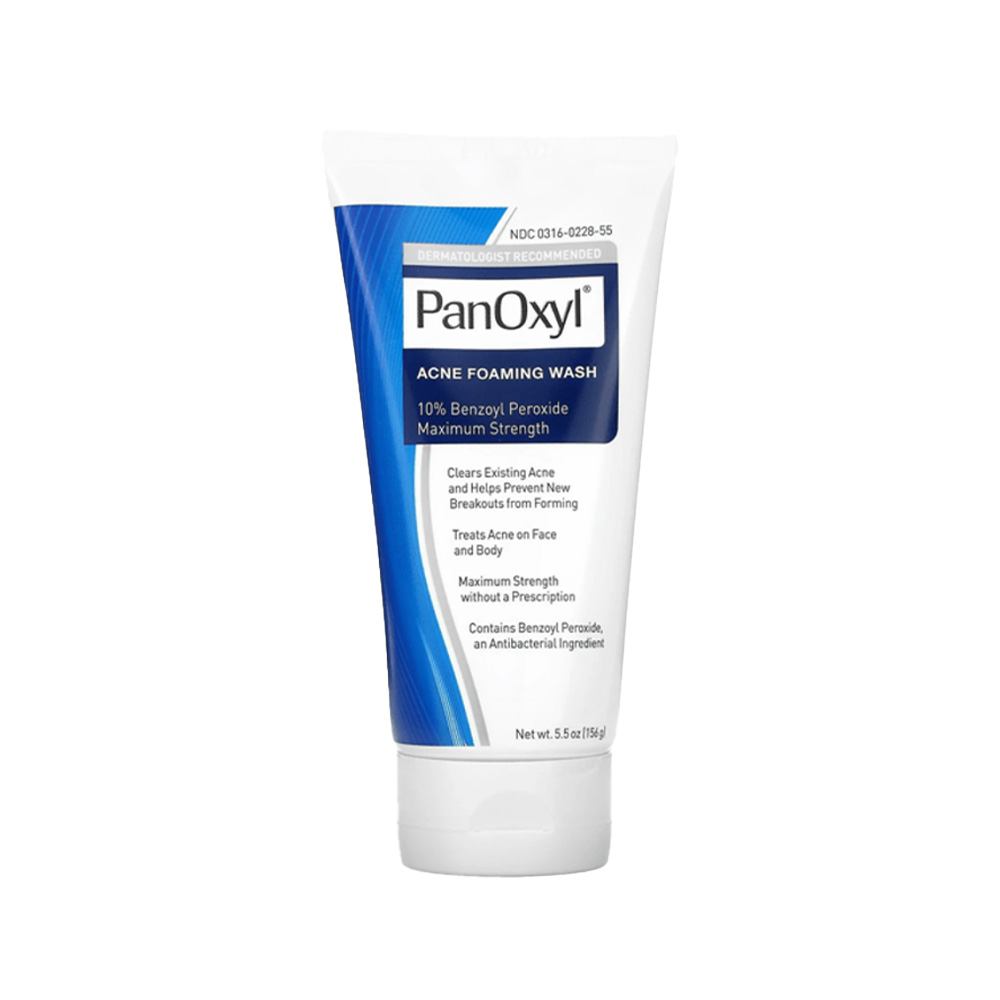 NDC 0316-0228-55
DERMATOLOGIST RECOMMENDED
PanOxyl®
ACNE FOAMING WASH
10% Benzoyl Peroxide
Maximum Strength
Clears Existing Acne
and Helps Prevent New
Breakouts from Forming
Treats Acne on Face
and Body
Maximum Strength
without a Prescription
Contains Benzoyl Peroxide,
an Antibacterial Ingredient
Net wt. 5.5 oz (156 g)